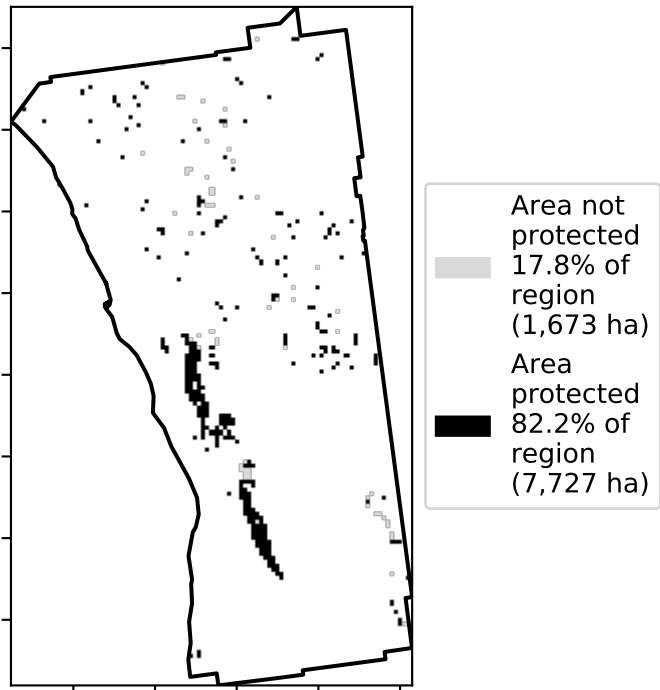 Area not
protected
17.8% of
region
(1,673 ha)
Area
protected
82.2% of
region
(7,727 ha)